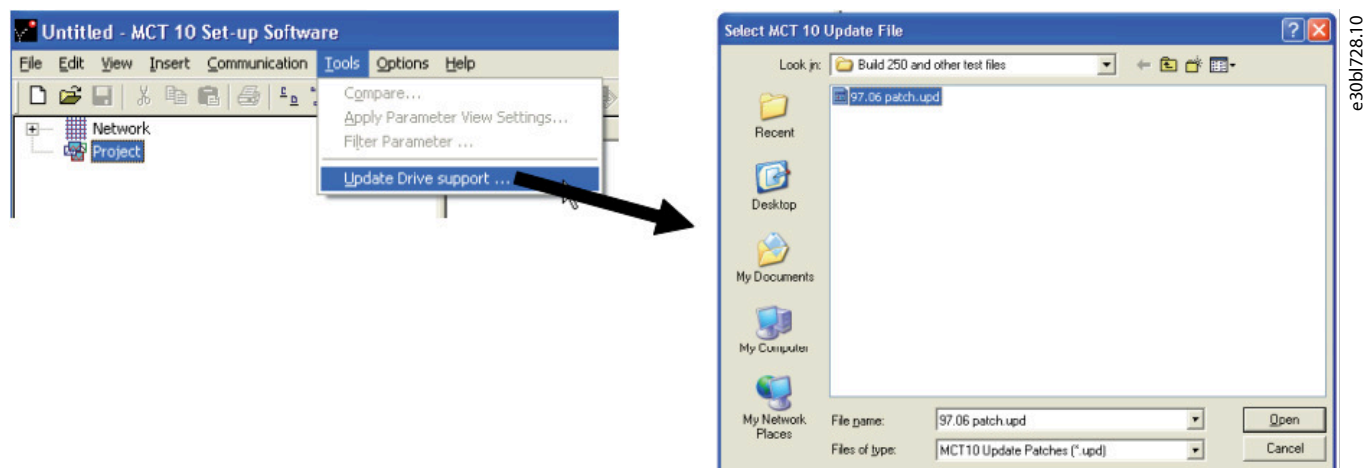 Untitled - MCT 10 Set-up Software
File Edit View Insert Communication Tools Options Help
Compare...
Apply Parameter View Settings...
Filter Parameter ...
Update Drive support ...
Network
Project
Select MCT 10 Update File
Look in:
Build 250 and other test files
97.06 patch.upd
Recent
Desktop
My Documents
My Computer
My Network
Places
File name:
97.06 patch.upd
Open
Files of type:
MCT10 Update Patches (*.upd)
Cancel
e30bl728.10